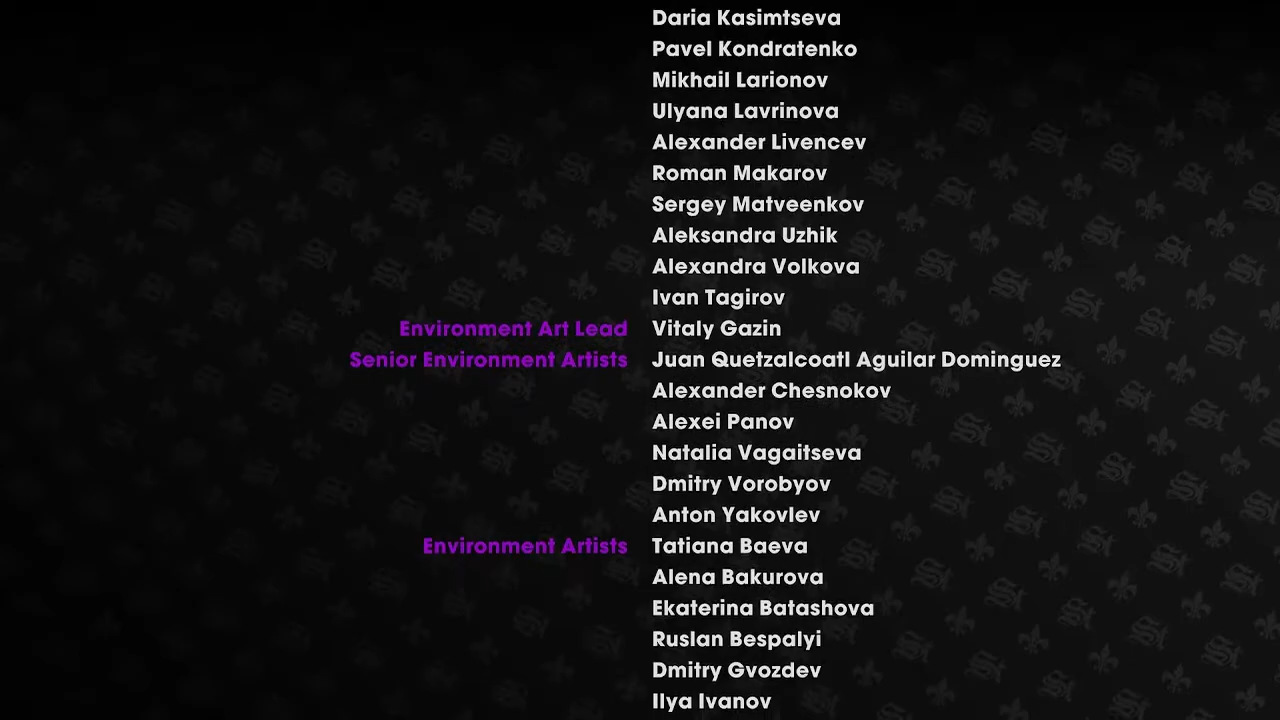 Daria Kasimtseva
Pavel Kondratenko
Mikhail Larionov
Ulyana Lavrinova
Alexander Livencev
Roman Makarov
Sergey Matveenkov
Aleksandra Uzhik
Alexandra Volkova
Ivan Tagirov
Environment Art Lead Vitaly Gazin
Senior Environment Artists Juan Quetzalcoatl Aguilar Dominguez
Alexander Chesnokov
Alexei Panov
Natalia Vagaitseva
Dmitry Vorobyov
Anton Yakovlev
Environment Artists Tatiana Baeva
Alena Bakurova
Ekaterina Batashova
Ruslan Bespalyi
Dmitry Gvozdev
Ilya Ivanov